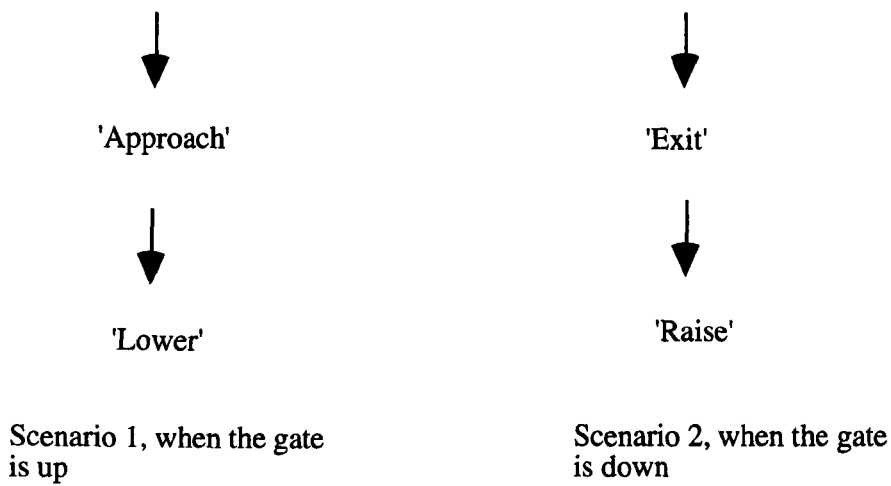 'Approach'
'Lower'
Scenario 1, when the gate
is up
'Exit'
'Raise'
Scenario 2, when the gate
is down